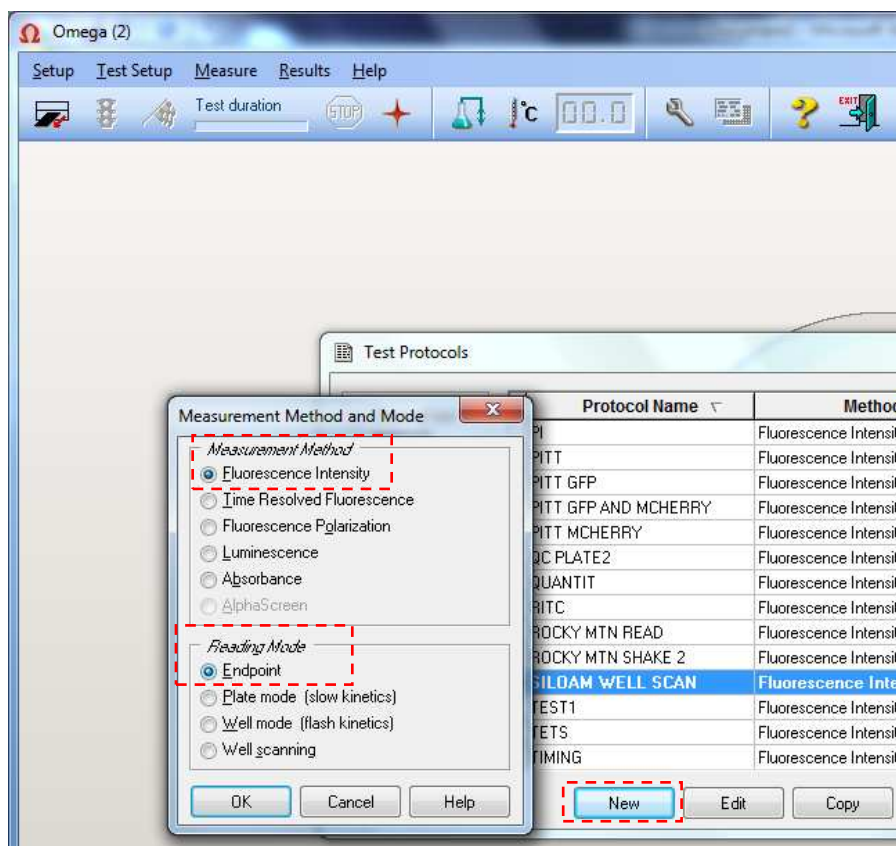 Omega (2)
Setup Test Setup Measure Results Help
Test duration
STOP
°C
00.0
?
EXIT
Test Protocols
Measurement Method and Mode
Measurement Method
Fluorescence Intensity
Time Resolved Fluorescence
Fluorescence Polarization
Luminescence
Absorbance
AlphaScreen
Reading Mode
Endpoint
Plate mode (slow kinetics)
Well mode (flash kinetics)
Well scanning
OK Cancel Help
Protocol Name Metho
PI Fluorescence Intensi
PITT Fluorescence Intensi
PITT GFP Fluorescence Intensi
PITT GFP AND MCHERRY Fluorescence Intensi
PITT MCHERRY Fluorescence Intensi
QC PLATE2 Fluorescence Intensi
QUANTIT Fluorescence Intensi
RITC Fluorescence Intensi
ROCKY MTN READ Fluorescence Intensi
ROCKY MTN SHAKE 2 Fluorescence Intensi
SILOAM WELL SCAN Fluorescence Inte
TEST1 Fluorescence Intensi
TETS Fluorescence Intensi
TIMING Fluorescence Intensi
New Edit Copy